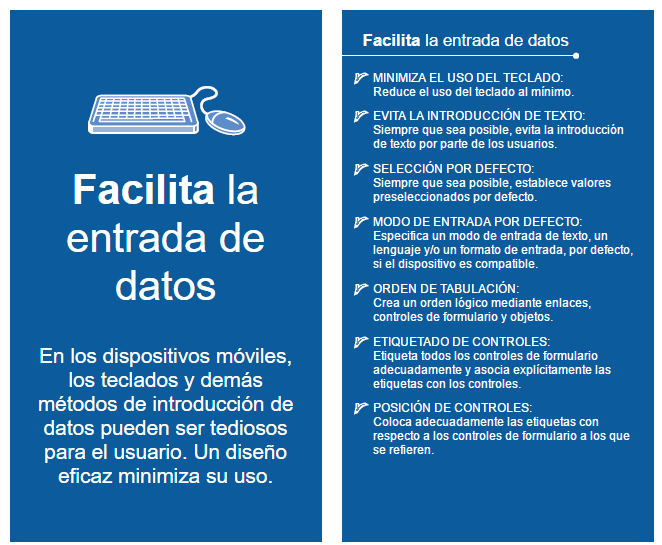 Facilita la
entrada de
datos
En los dispositivos móviles,
los teclados y demás
métodos de introducción de
datos pueden ser tediosos
para el usuario. Un diseño
eficaz minimiza su uso.
Facilita la entrada de datos
MINIMIZA EL USO DEL TECLADO:
Reduce el uso del teclado al mínimo.
EVITA LA INTRODUCCIÓN DE TEXTO:
Siempre que sea posible, evita la introducción
de texto por parte de los usuarios.
SELECCIÓN POR DEFECTO:
Siempre que sea posible, establece valores
preseleccionados por defecto.
MODO DE ENTRADA POR DEFECTO:
Especifica un modo de entrada de texto, un
lenguaje y/o un formato de entrada, por defecto,
si el dispositivo es compatible.
ORDEN DE TABULACIÓN:
Crea un orden lógico mediante enlaces,
controles de formulario y objetos.
ETIQUETADO DE CONTROLES:
Etiqueta todos los controles de formulario
adecuadamente y asocia explícitamente las
etiquetas con los controles.
POSICIÓN DE CONTROLES:
Coloca adecuadamente las etiquetas con
respecto a los controles de formulario a los que
se refieren.